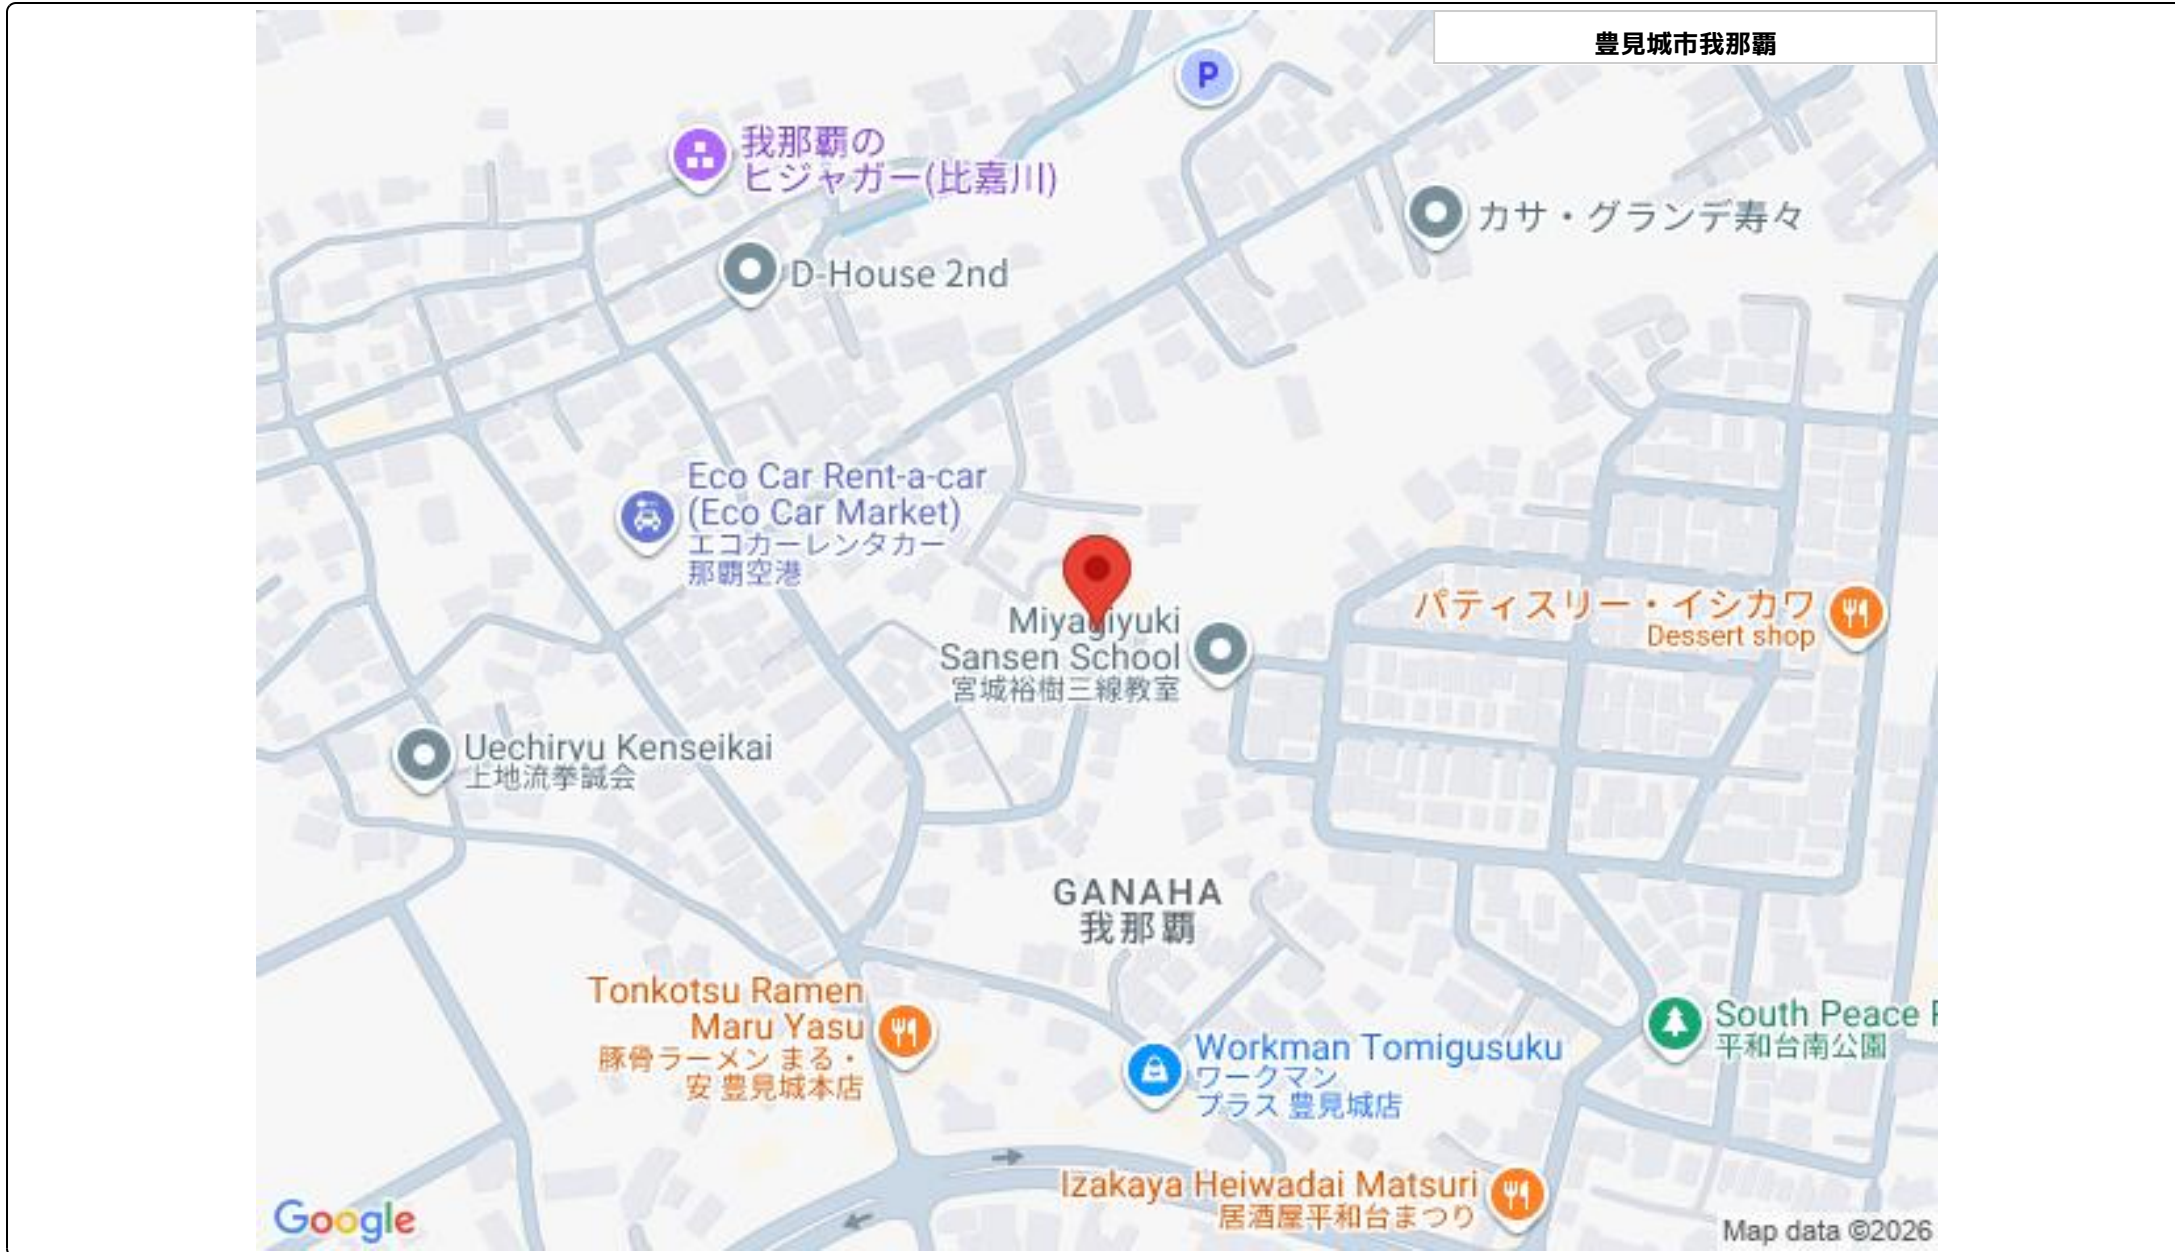 豊見城市我那覇
P
我那覇の
ヒジャガー(比嘉川)
カサ・グランデ寿々
D-House 2nd
Eco Car Rent-a-car
(Eco Car Market)
エコカーレンタカー
那覇空港
Miyagiyuki
Sansen School
宮城裕樹三線教室
パティスリー・イシカワ
Dessert shop
Uechiryu Kenseikai
上地流拳誠会
GANAHA
我那覇
Tonkotsu Ramen
Maru Yasu
豚骨ラーメン まる・
安 豊見城本店
Workman Tomigusuku
ワークマン
プラス 豊見城店
South Peace
平和台南公園
Izakaya Heiwadai Matsuri
居酒屋平和台まつり
Google
Map data ©2026